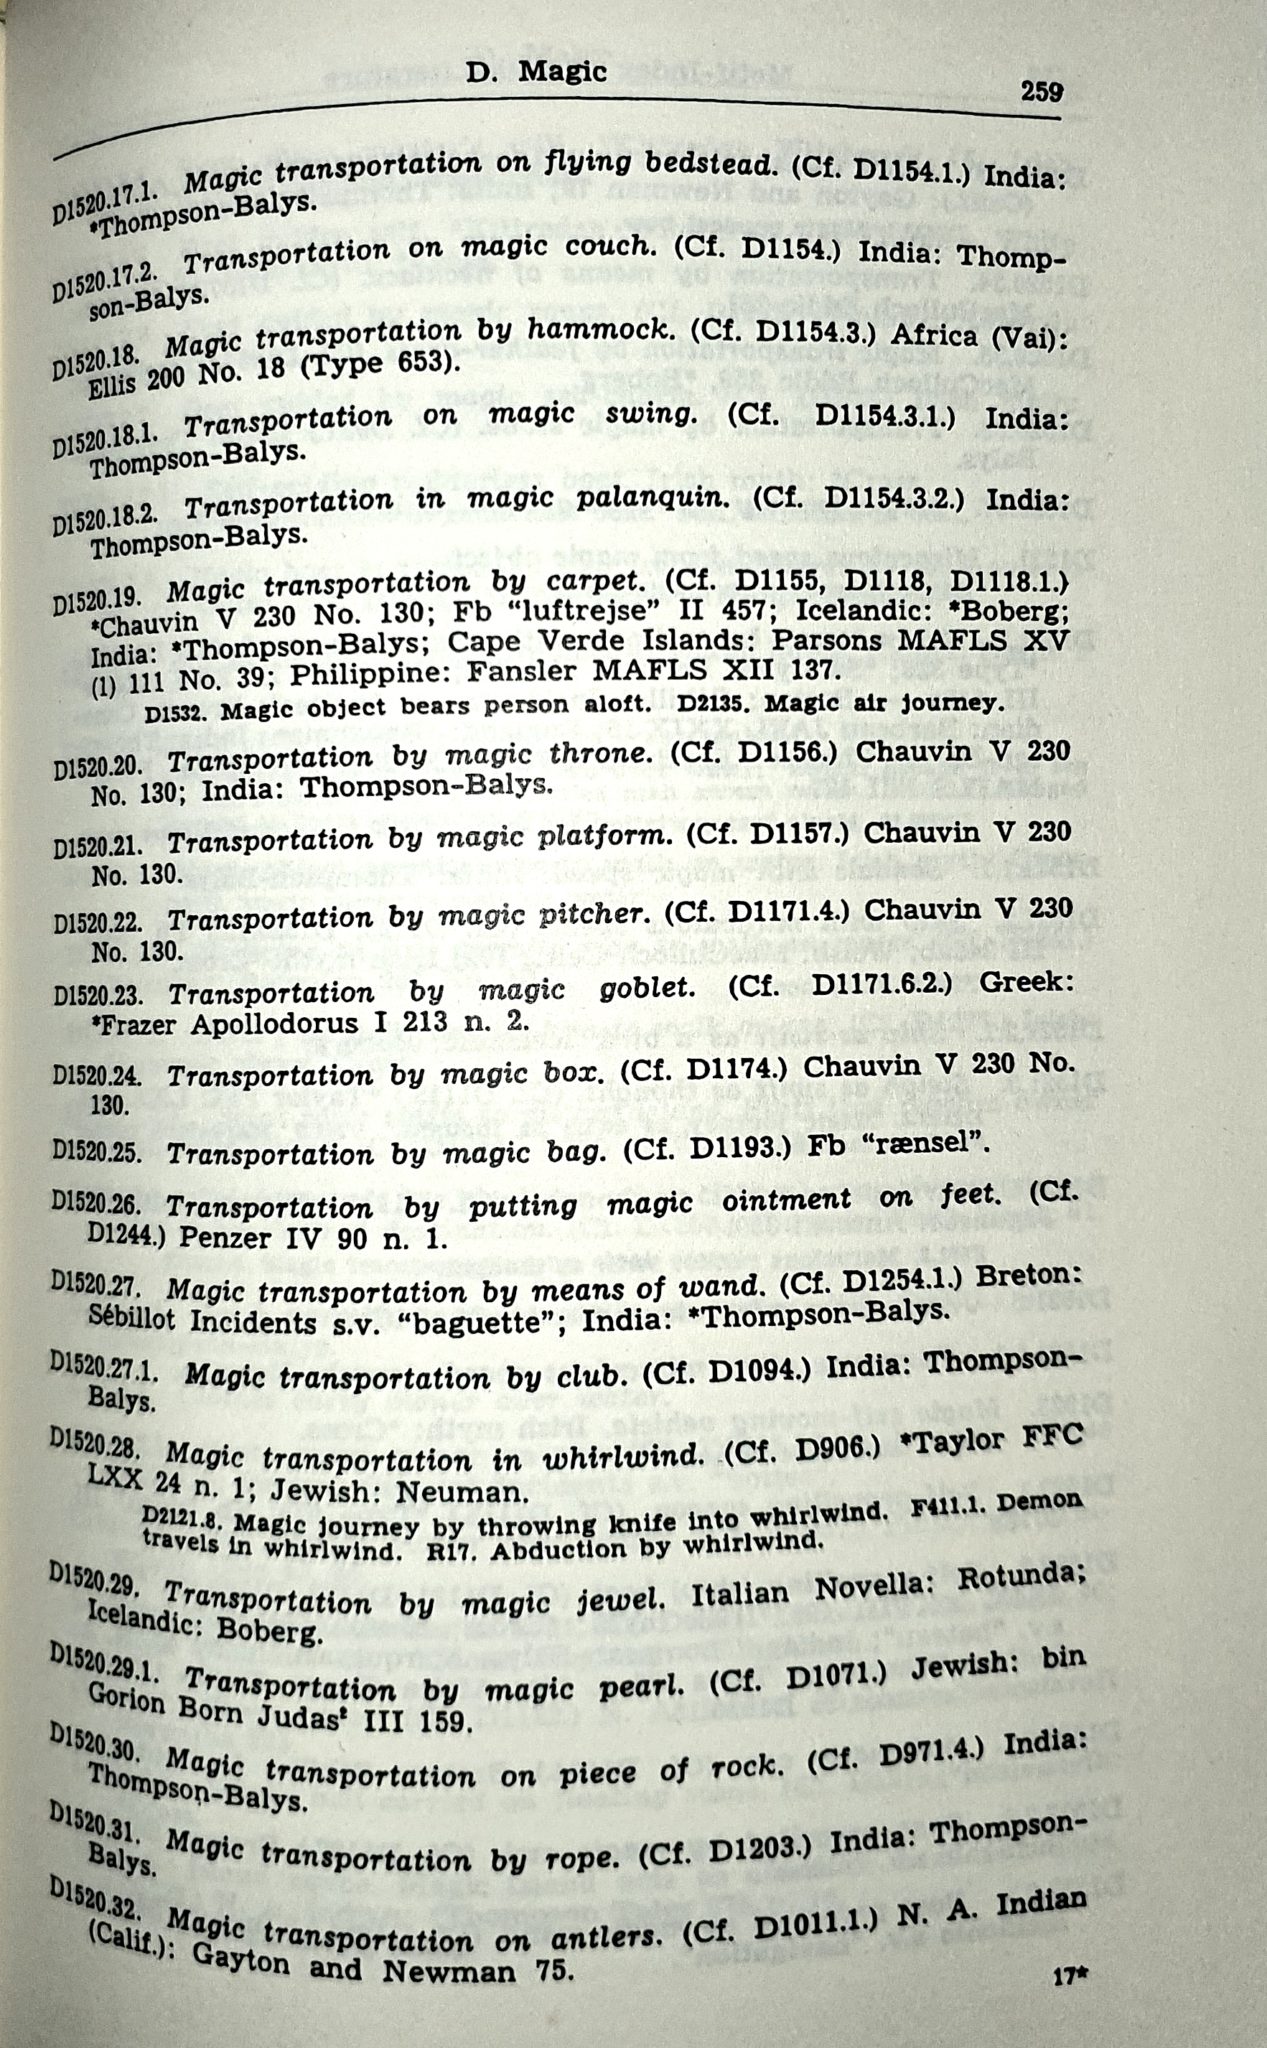 D. Magic
259
D1520.17.1. Magic transportation on flying bedstead. (Cf. D1154.1.) India:
*Thompson-Balys.
D1520.17.2. Transportation on magic couch. (Cf. D1154.) India: Thomp-
son-Balys.
D1520.18. Magic transportation by hammock. (Cf. D1154.3.) Africa (Vai):
Ellis 200 No. 18 (Type 653).
D1520.18.1. Transportation on magic swing. (Cf. D1154.3.1.) India:
Thompson-Balys.
D1520.18.2. Transportation in magic palanquin. (Cf. D1154.3.2.) India:
Thompson-Balys.
D1520.19. Magic transportation by carpet. (Cf. D1155, D1118, D1118.1.)
*Chauvin V 230 No. 130; Fb “luftrejse” II 457; Icelandic: *Boberg;
India: *Thompson-Balys; Cape Verde Islands: Parsons MAFLS XV
(1) 111 No. 39; Philippine: Fansler MAFLS XII 137.
D1532. Magic object bears person aloft. D2135. Magic air journey.
D1520.20. Transportation by magic throne. (Cf. D1156.) Chauvin V 230
No. 130; India: Thompson-Balys.
D1520.21. Transportation by magic platform. (Cf. D1157.) Chauvin V 230
No. 130.
D1520.22. Transportation by magic pitcher. (Cf. D1171.4.) Chauvin V 230
No. 130.
D1520.23. Transportation by magic goblet. (Cf. D1171.6.2.) Greek:
*Frazer Apollodorus I 213 n. 2.
D1520.24. Transportation by magic box. (Cf. D1174.) Chauvin V 230 No.
130.
D1520.25. Transportation by magic bag. (Cf. D1193.) Fb “rænsel”.
D1520.26. Transportation by putting magic ointment on feet. (Cf.
D1244.) Penzer IV 90 n. 1.
D1520.27. Magic transportation by means of wand. (Cf. D1254.1.) Breton:
Sébillot Incidents s.v. “baguette”; India: *Thompson-Balys.
D1520.27.1. Magic transportation by club. (Cf. D1094.) India: Thompson-
Balys.
D1520.28. Magic transportation in whirlwind. (Cf. D906.) *Taylor FFC
LXX 24 n. 1; Jewish: Neuman.
D2121.8. Magic journey by throwing knife into whirlwind. F411.1. Demon
travels in whirlwind. R17. Abduction by whirlwind.
D1520.29. Transportation by magic jewel. Italian Novella: Rotunda;
Icelandic: Boberg.
D1520.29.1. Transportation by magic pearl. (Cf. D1071.) Jewish: bin
Gorion Born Judas² III 159.
D1520.30. Magic transportation on piece of rock. (Cf. D971.4.) India:
Thompson-Balys.
D1520.31. Magic transportation by rope. (Cf. D1203.) India: Thompson-
Balys.
D1520.32. Magic transportation on antlers. (Cf. D1011.1.) N. A. Indian
(Calif.): Gayton and Newman 75.
17*